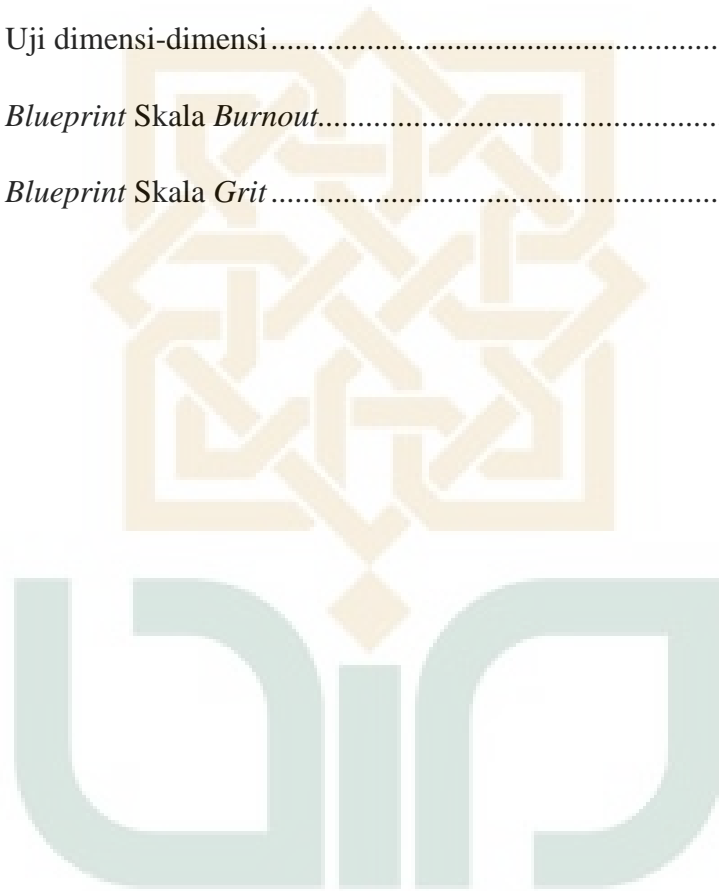 Uji dimensi-dimensi........................................................
Blueprint Skala Burnout..................................................
Blueprint Skala Grit........................................................